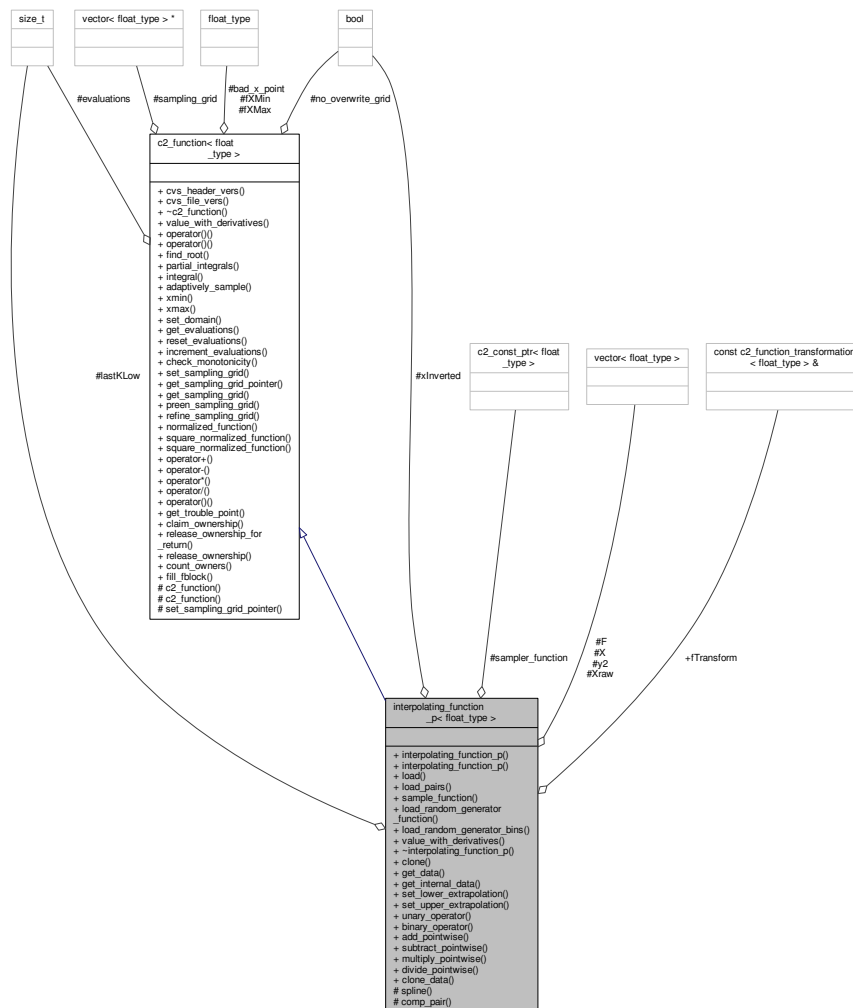 size_t
vector< float_type > *
float_type
bool
#evaluations
#sampling_grid
#bad_x_point
#fXMin
#fXMax
#no_overwrite_grid
c2_function< float
_type >
+ cvs_header_vers()
+ cvs_file_vers()
+ ~c2_function()
+ value_with_derivatives()
+ operator()()
+ operator()()
+ find_root()
+ partial_integrals()
+ integral()
+ adaptively_sample()
+ xmin()
+ xmax()
+ set_domain()
+ get_evaluations()
+ reset_evaluations()
+ increment_evaluations()
+ check_monotonicity()
+ set_sampling_grid()
+ get_sampling_grid_pointer()
+ get_sampling_grid()
+ preen_sampling_grid()
+ refine_sampling_grid()
+ normalized_function()
+ square_normalized_function()
+ square_normalized_function()
+ operator+()
+ operator-()
+ operator*()
+ operator/()
+ operator()()
+ get_trouble_point()
+ claim_ownership()
+ release_ownership_for
_return()
+ release_ownership()
+ count_owners()
+ fill_fblock()
# c2_function()
# c2_function()
# set_sampling_grid_pointer()
#lastKLow
#xInverted
c2_const_ptr< float
_type >
vector< float_type >
const c2_function_transformation
< float_type > &
#sampler_function
#F
#X
#y2
#Xraw
+fTransform
interpolating_function
_p< float_type >
+ interpolating_function_p()
+ interpolating_function_p()
+ load()
+ load_pairs()
+ sample_function()
+ load_random_generator
_function()
+ load_random_generator_bins()
+ value_with_derivatives()
+ ~interpolating_function_p()
+ clone()
+ get_data()
+ get_internal_data()
+ set_lower_extrapolation()
+ set_upper_extrapolation()
+ unary_operator()
+ binary_operator()
+ add_pointwise()
+ subtract_pointwise()
+ multiply_pointwise()
+ divide_pointwise()
+ clone_data()
# spline()
# comp_pair()